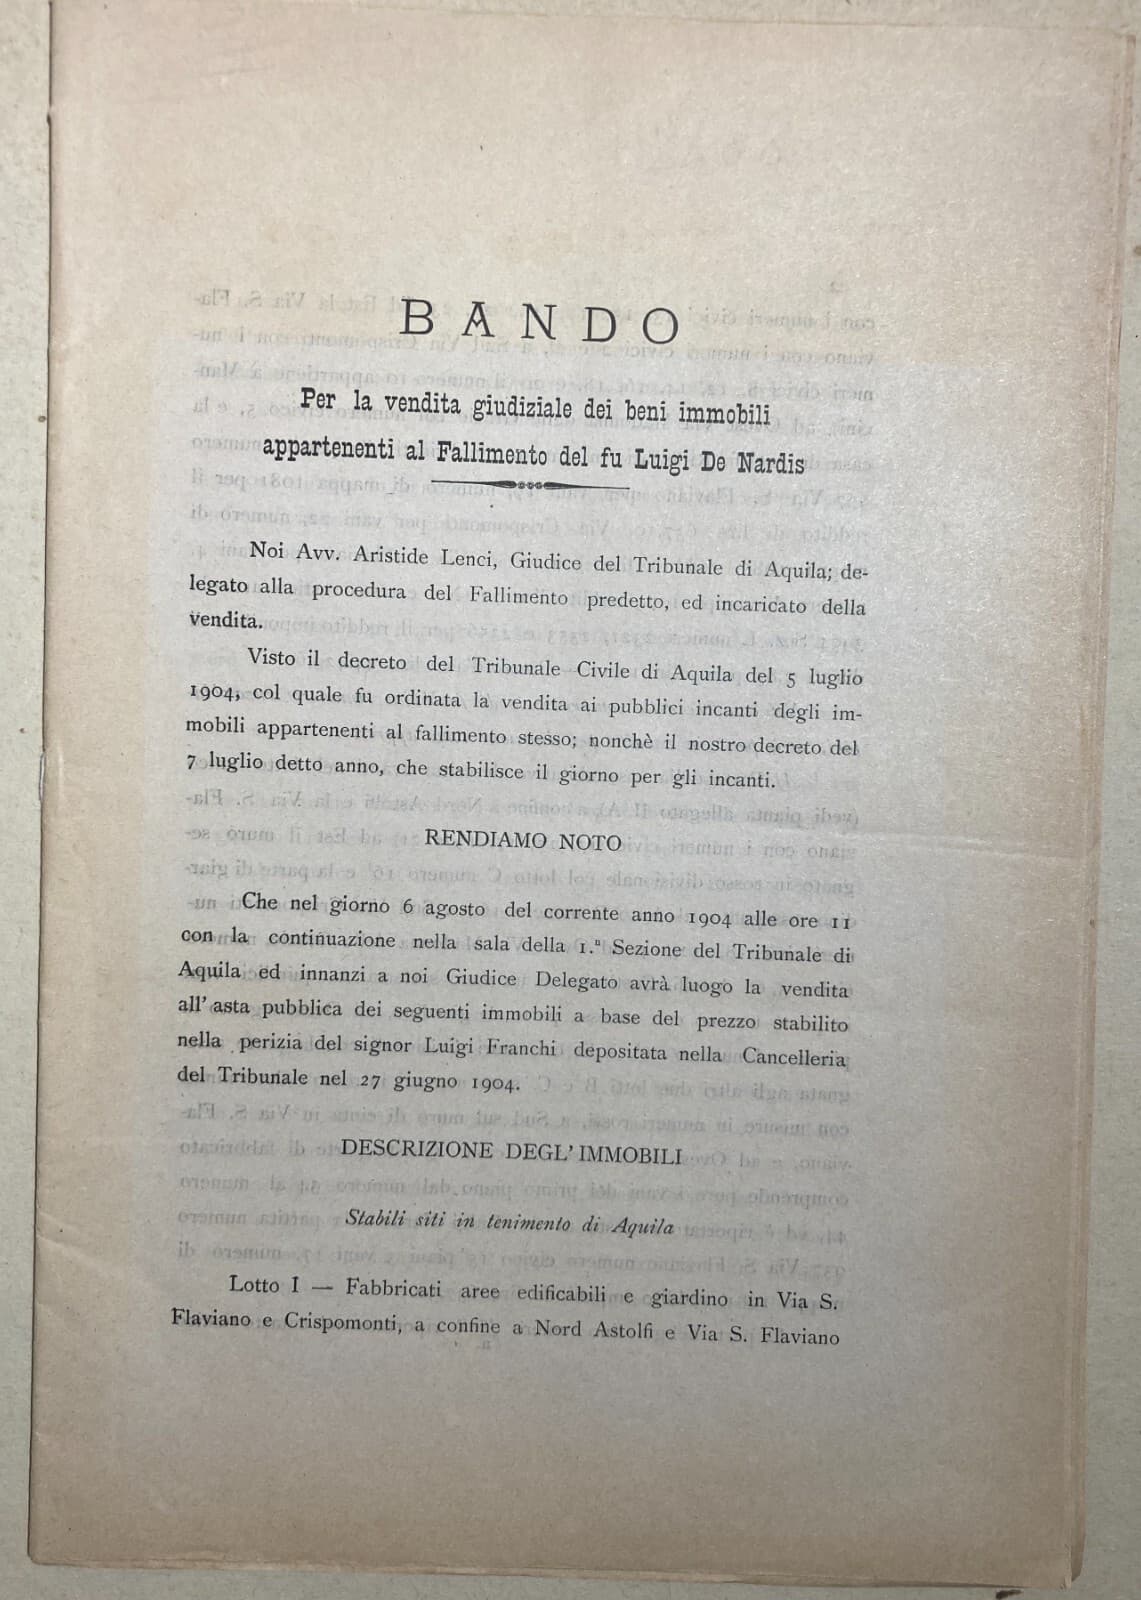 BANDO
Per la vendita giudiziale dei beni immobili
appartenenti al Fallimento del fu Luigi De Nardis
Noi Avv. Aristide Lenci, Giudice del Tribunale di Aquila; de-
legato alla procedura del Fallimento predetto, ed incaricato della
vendita.
Visto il decreto del Tribunale Civile di Aquila del 5 luglio
1904, col quale fu ordinata la vendita ai pubblici incanti degli im-
mobili appartenenti al fallimento stesso; nonchè il nostro decreto del
7 luglio detto anno, che stabilisce il giorno per gli incanti.
RENDIAMO NOTO
Che nel giorno 6 agosto del corrente anno 1904 alle ore 11
con la continuazione nella sala della 1.ª Sezione del Tribunale di
Aquila ed innanzi a noi Giudice Delegato avrà luogo la vendita
all' asta pubblica dei seguenti immobili a base del prezzo stabilito
nella perizia del signor Luigi Franchi depositata nella Cancelleria
del Tribunale nel 27 giugno 1904.
DESCRIZIONE DEGL' IMMOBILI
Stabili siti in tenimento di Aquila
Lotto I — Fabbricati aree edificabili e giardino in Via S.
Flaviano e Crispomonti, a confine a Nord Astolfi e Via S. Flaviano